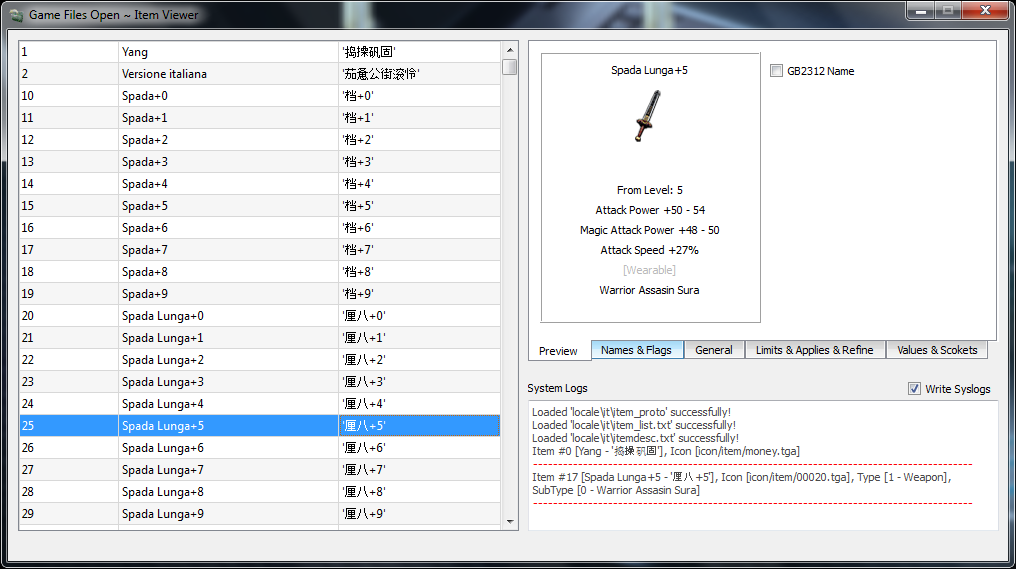 Game Files Open ~ Item Viewer
1 Yang '捣操矾固'
2 Versione italiana '茄惫公街滚怜'
10 Spada+0 '档+0'
11 Spada+1 '档+1'
12 Spada+2 '档+2'
13 Spada+3 '档+3'
14 Spada+4 '档+4'
15 Spada+5 '档+5'
16 Spada+6 '档+6'
17 Spada+7 '档+7'
18 Spada+8 '档+8'
19 Spada+9 '档+9'
20 Spada Lunga+0 '厘八+0'
21 Spada Lunga+1 '厘八+1'
22 Spada Lunga+2 '厘八+2'
23 Spada Lunga+3 '厘八+3'
24 Spada Lunga+4 '厘八+4'
25 Spada Lunga+5 '厘八+5'
26 Spada Lunga+6 '厘八+6'
27 Spada Lunga+7 '厘八+7'
28 Spada Lunga+8 '厘八+8'
29 Spada Lunga+9 '厘八+9'
Spada Lunga+5
From Level: 5
Attack Power +50 - 54
Magic Attack Power +48 - 50
Attack Speed +27%
[Wearable]
Warrior Assasin Sura
GB2312 Name
Preview Names & Flags General Limits & Applies & Refine Values & Scokets
System Logs
Write Syslogs
Loaded 'locale\it\item_proto' successfully!
Loaded 'locale\it\item_list.txt' successfully!
Loaded 'locale\it\itemdesc.txt' successfully!
Item #0 [Yang - '捣操矾固'], Icon [icon/item/money.tga]
Item #17 [Spada Lunga+5 - '厘八+5'], Icon [icon/item/00020.tga], Type [1 - Weapon],
SubType [0 - Warrior Assasin Sura]